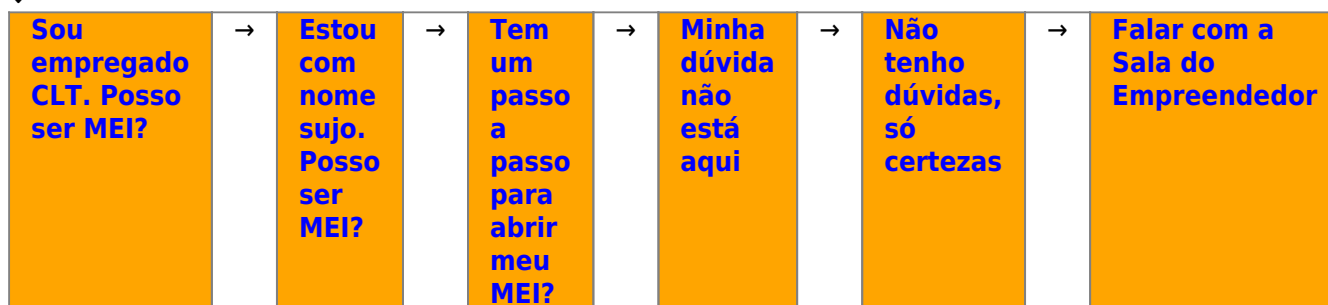 Sou
empregado
CLT. Posso
ser MEI?
→
Estou
com
nome
sujo.
Posso
ser
MEI?
→
Tem
um
passo
a
passo
para
abrir
meu
MEI?
→
Minha
dúvida
não
está
aqui
→
Não
tenho
dúvidas,
só
certezas
→
Falar com a
Sala do
Empreendedor